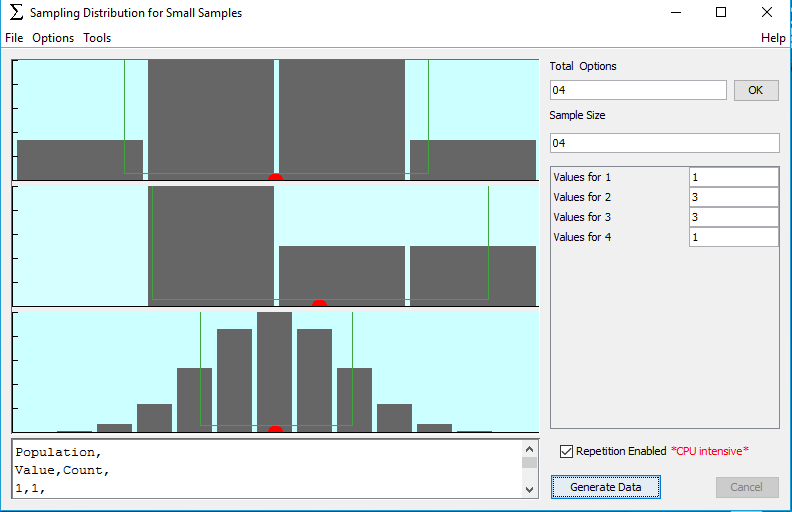 Σ Sampling Distribution for Small Samples
File Options Tools Help
Total Options
04 OK
Sample Size
04
Values for 1 1
Values for 2 3
Values for 3 3
Values for 4 1
Population,
Value,Count,
1,1,
Repetition Enabled *CPU intensive*
Generate Data Cancel